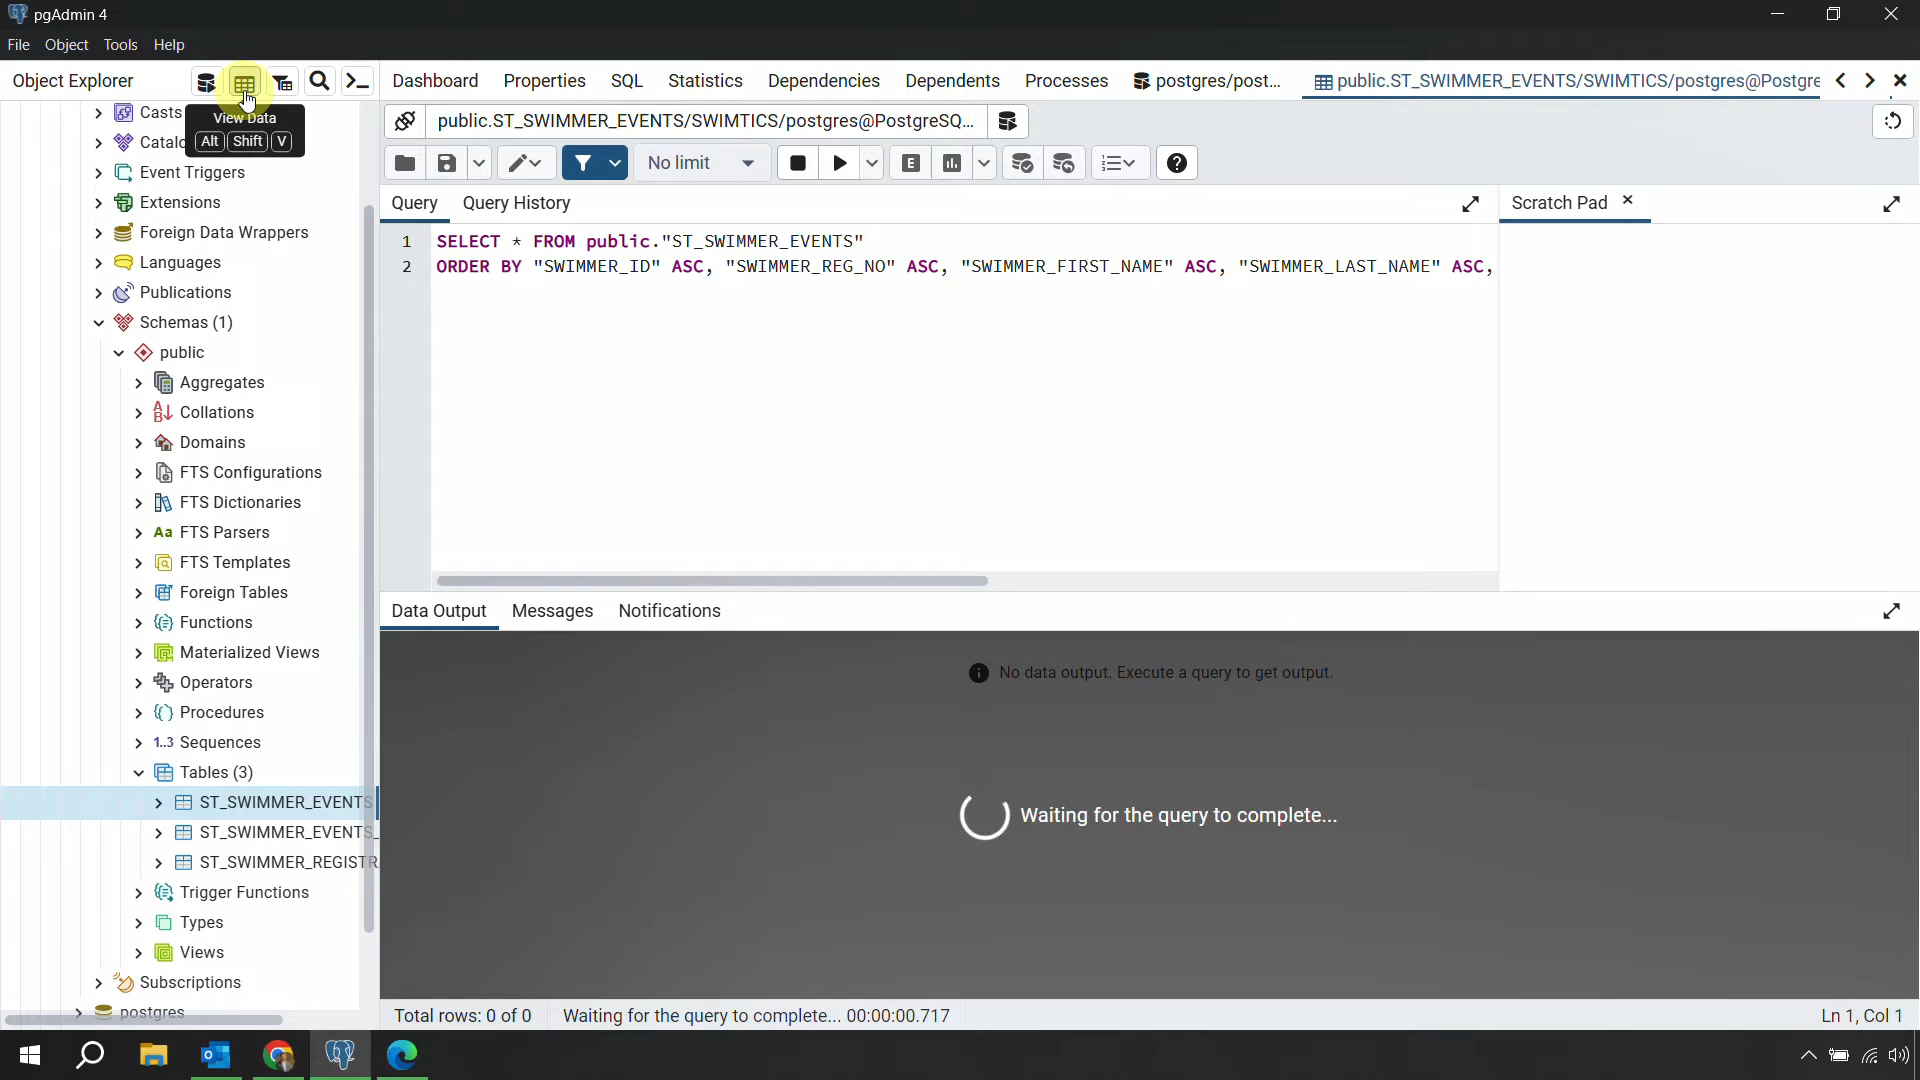 pgAdmin 4
File Object Tools Help
Object Explorer
Dashboard Properties SQL Statistics Dependencies Dependents Processes postgres/post... public.ST_SWIMMER_EVENTS/SWIMTICS/postgres@Postgre
View Data
Alt Shift V
public.ST_SWIMMER_EVENTS/SWIMTICS/postgres@PostgreSQ...
No limit
Query Query History
Scratch Pad
1 SELECT * FROM public."ST_SWIMMER_EVENTS"
2 ORDER BY "SWIMMER_ID" ASC, "SWIMMER_REG_NO" ASC, "SWIMMER_FIRST_NAME" ASC, "SWIMMER_LAST_NAME" ASC,
Casts
Catalo
Event Triggers
Extensions
Foreign Data Wrappers
Languages
Publications
Schemas (1)
public
Aggregates
Collations
Domains
FTS Configurations
FTS Dictionaries
Aa FTS Parsers
FTS Templates
Foreign Tables
Functions
Materialized Views
Operators
Procedures
1..3 Sequences
Tables (3)
ST_SWIMMER_EVENTS
ST_SWIMMER_EVENTS_
ST_SWIMMER_REGISTR
Trigger Functions
Types
Views
Subscriptions
postgres
Data Output Messages Notifications
No data output. Execute a query to get output.
Waiting for the query to complete...
Total rows: 0 of 0 Waiting for the query to complete... 00:00:00.717
Ln 1, Col 1